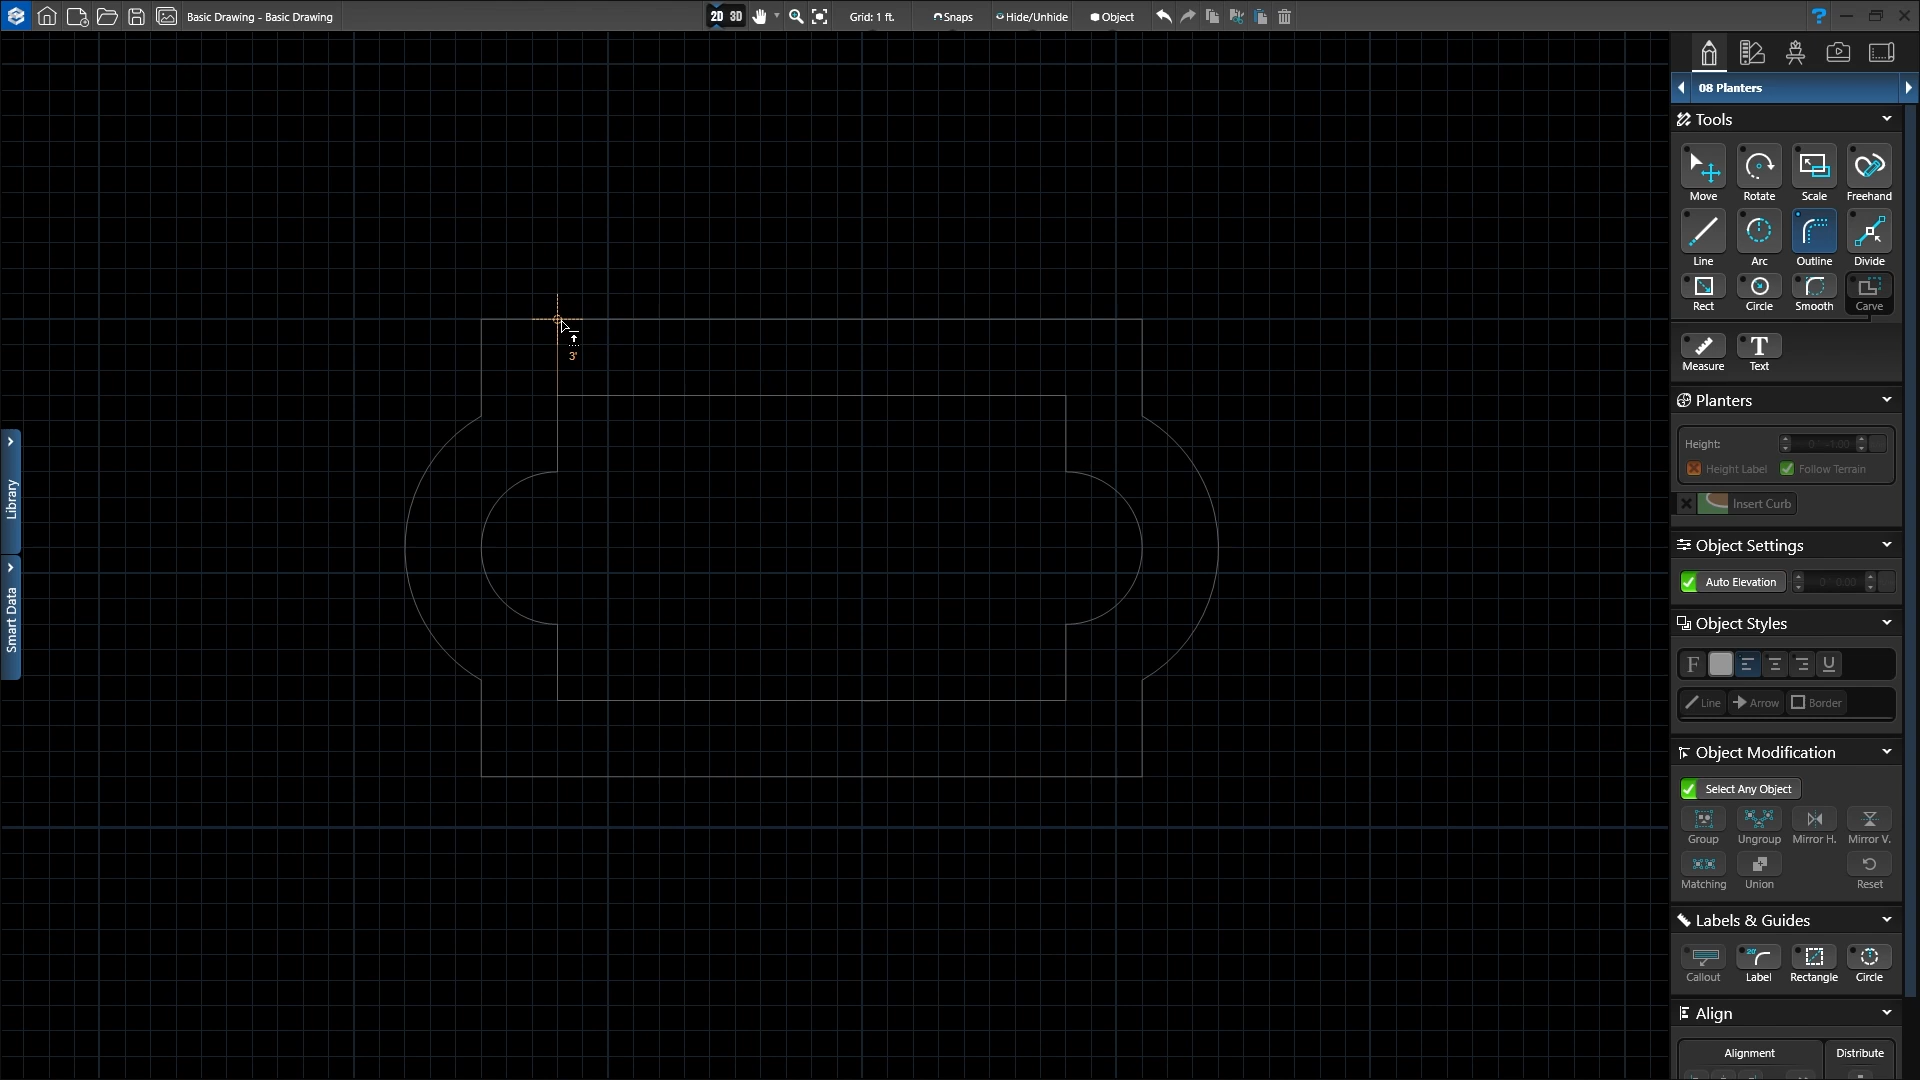 Basic Drawing - Basic Drawing
2D 3D
Grid: 1 ft.
Snaps
Hide/Unhide
Object
?
08 Planters
Tools
Move Rotate Scale Freehand
Line Arc Outline Divide
Rect Circle Smooth Carve
Measure Text
Planters
Height:
Height Label Follow Terrain
Insert Curb
Object Settings
Auto Elevation
Object Styles
F U
Line Arrow Border
Object Modification
Select Any Object
Group Ungroup Mirror H. Mirror V.
Matching Union Reset
Labels & Guides
Callout Label Rectangle Circle
Align
Alignment Distribute
Library
Smart Data
3'